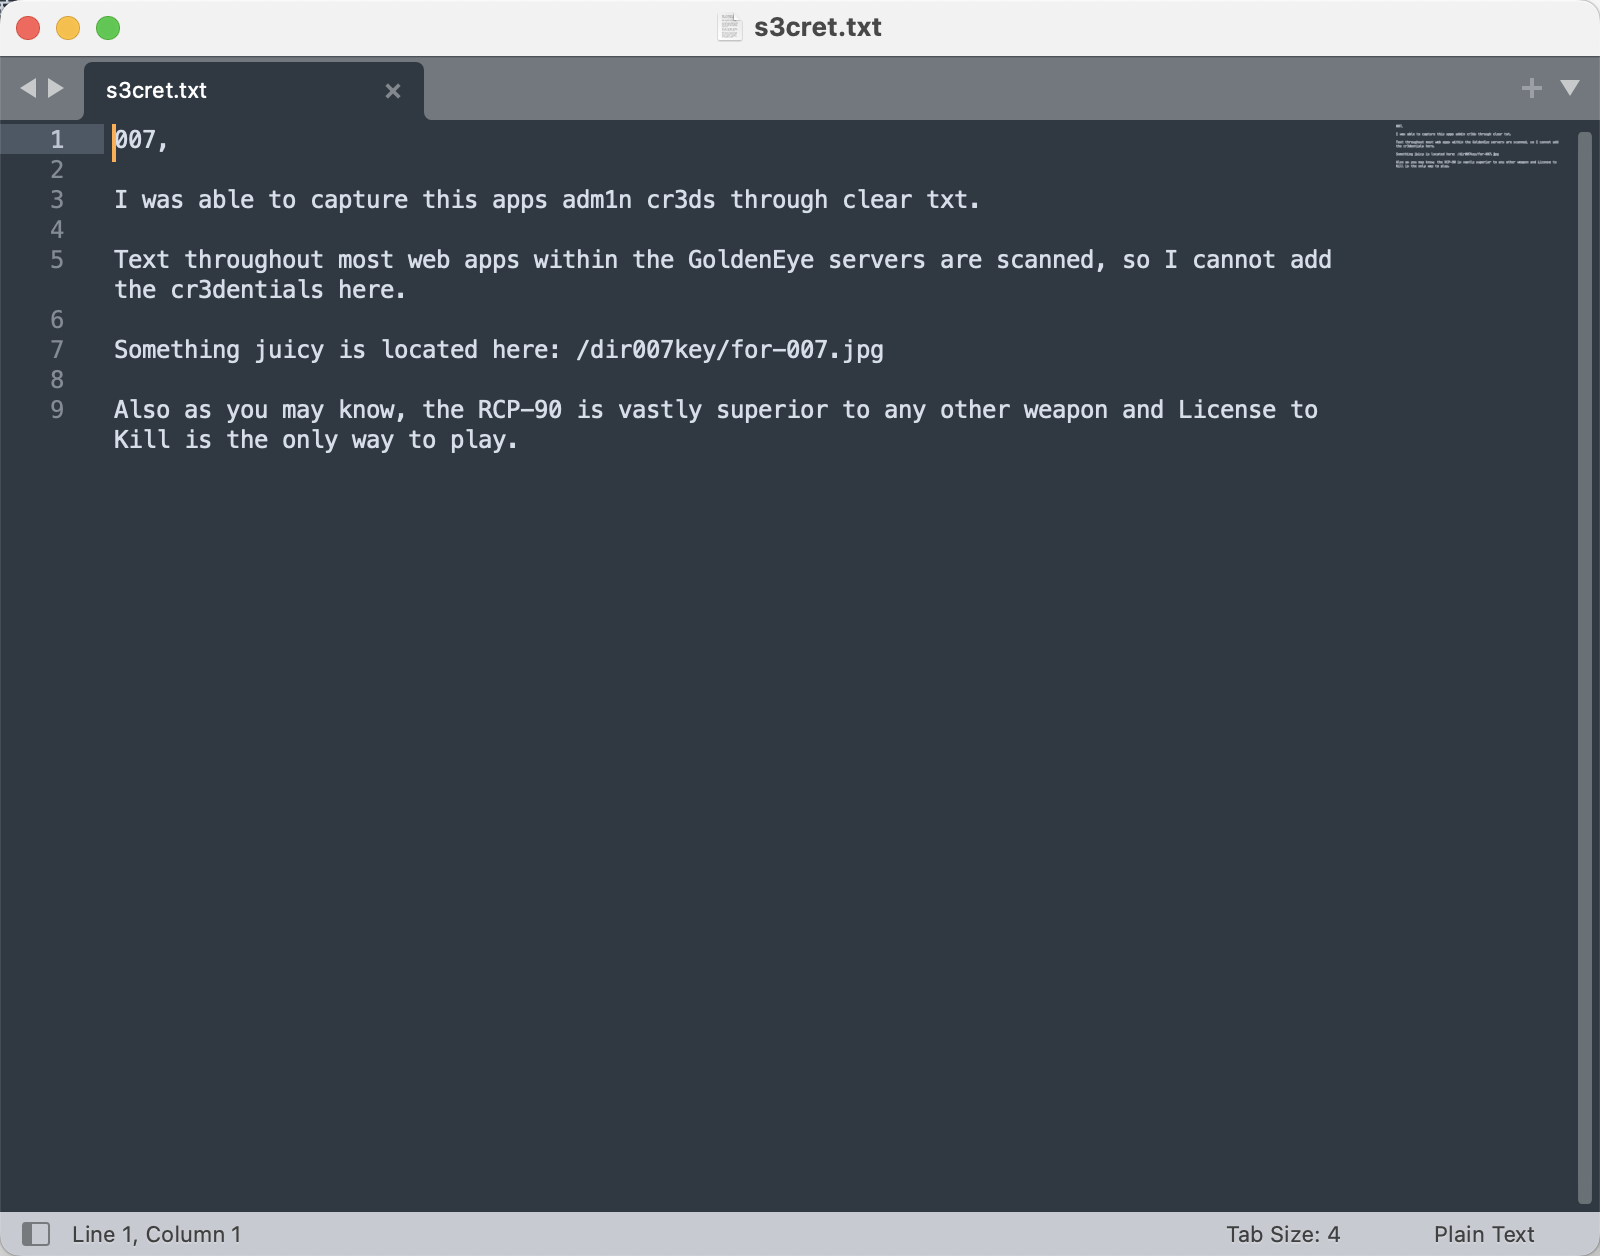 s3cret.txt
s3cret.txt
1 007,
2
3 I was able to capture this apps adm1n cr3ds through clear txt.
4
5 Text throughout most web apps within the GoldenEye servers are scanned, so I cannot add
the cr3dentials here.
6
7 Something juicy is located here: /dir007key/for-007.jpg
8
9 Also as you may know, the RCP-90 is vastly superior to any other weapon and License to
Kill is the only way to play.
Line 1, Column 1
Tab Size: 4
Plain Text